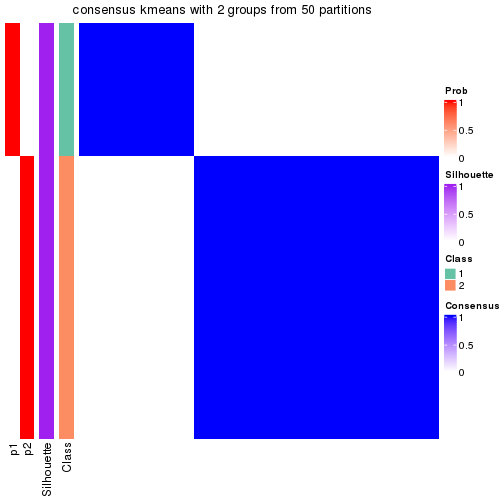 consensus kmeans with 2 groups from 50 partitions
Prob
1
0.5
0
Silhouette
1
0.5
0
Class
1
2
Consensus
1
0.5
0
p1
p2
Silhouette
Class